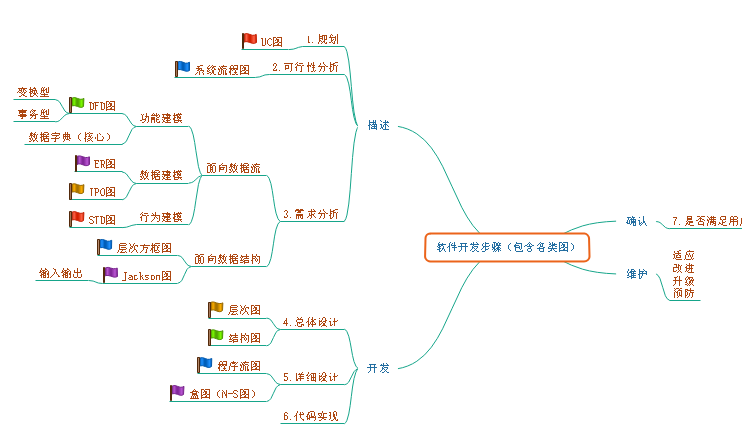 软件开发步骤（包含各类图）
描述
1.规划
UC图
2.可行性分析
系统流程图
3.需求分析
面向数据流
功能建模
DFD图
变换型
事务型
数据字典（核心）
数据建模
ER图
TPO图
行为建模
STD图
面向数据结构
层次方框图
Jackson图
输入输出
开发
4.总体设计
层次图
结构图
5.详细设计
程序流图
盒图（N-S图）
6.代码实现
确认
7.是否满足用
维护
适应
改进
升级
预防